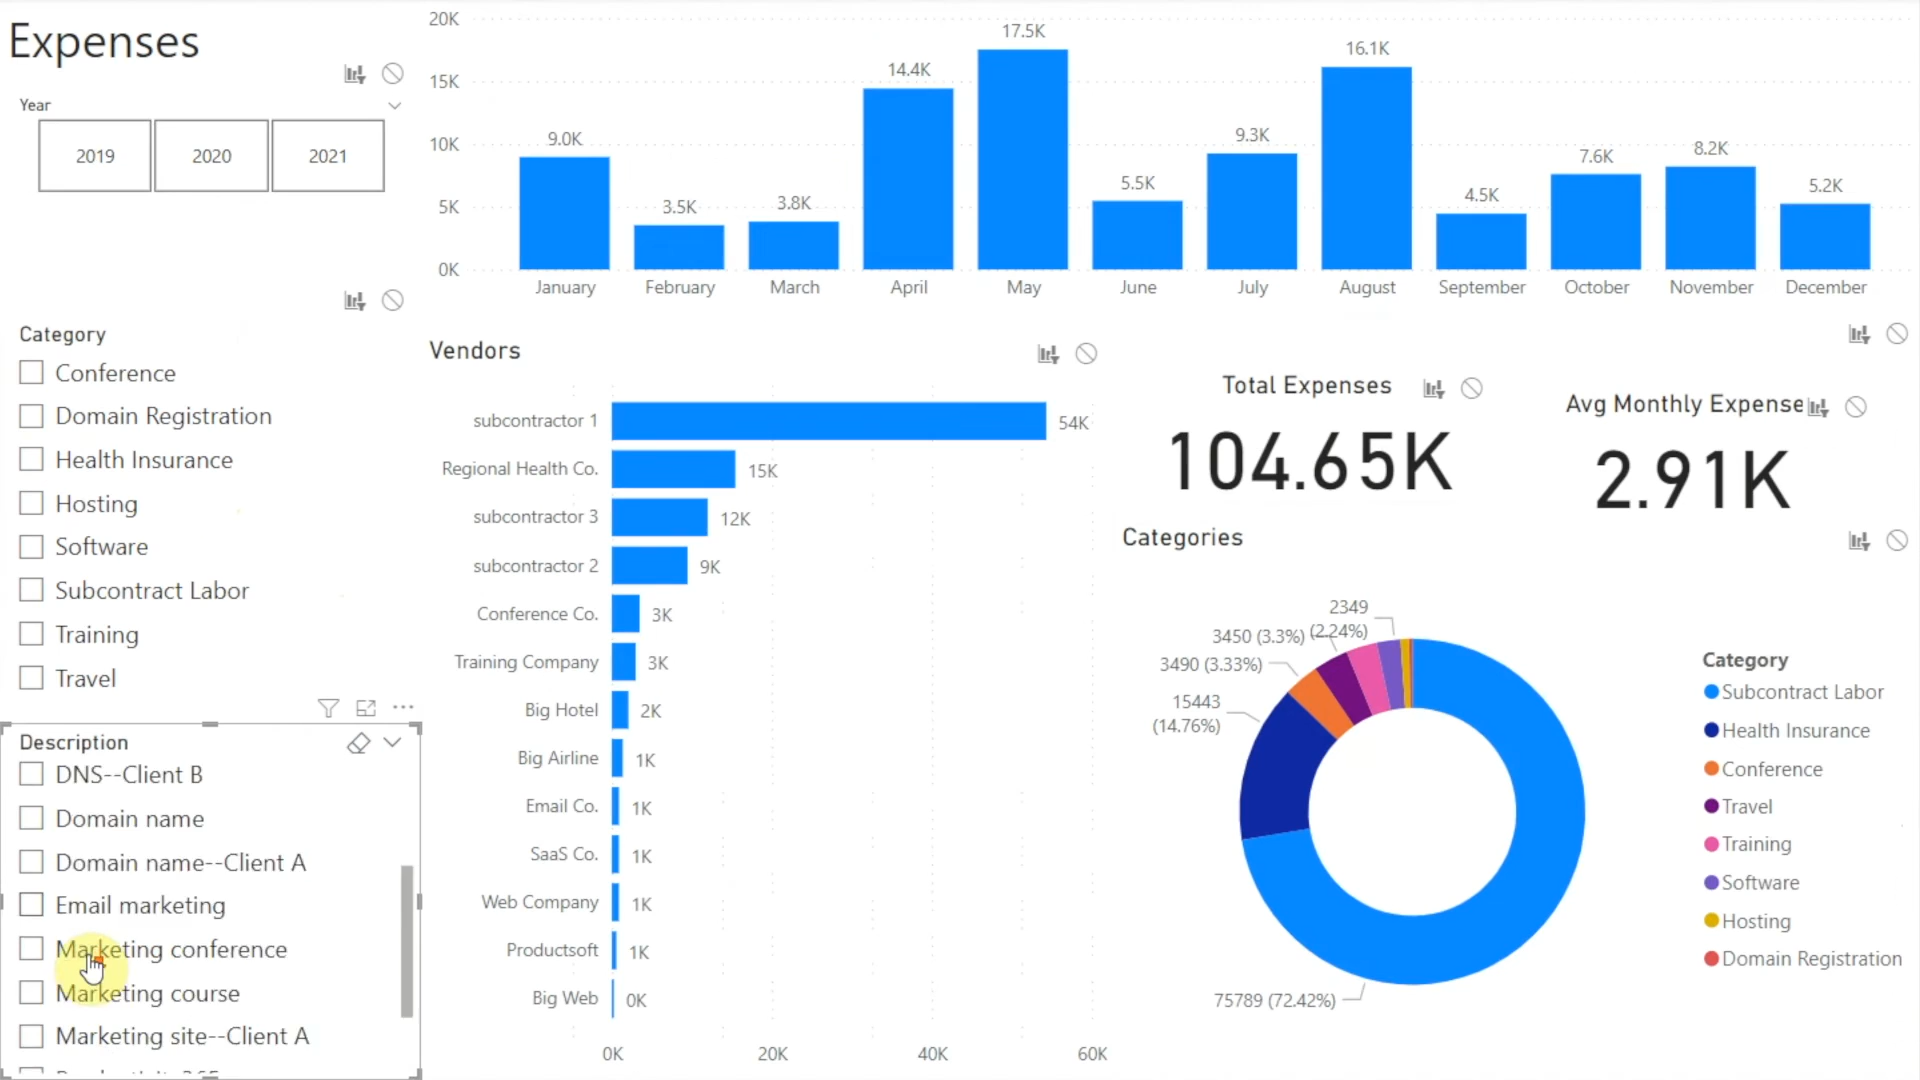 Expenses
Year
2019 2020 2021
Category
Conference
Domain Registration
Health Insurance
Hosting
Software
Subcontract Labor
Training
Travel
Description
DNS--Client B
Domain name
Domain name--Client A
Email marketing
Marketing conference
Marketing course
Marketing site--Client A
20K
15K
10K
5K
0K
9.0K 3.5K 3.8K 14.4K 17.5K 5.5K 9.3K 16.1K 4.5K 7.6K 8.2K 5.2K
January February March April May June July August September October November December
Vendors
subcontractor 1 54K
Regional Health Co. 15K
subcontractor 3 12K
subcontractor 2 9K
Conference Co. 3K
Training Company 3K
Big Hotel 2K
Big Airline 1K
Email Co. 1K
SaaS Co. 1K
Web Company 1K
Productsoft 1K
Big Web 0K
0K 20K 40K 60K
Total Expenses
104.65K
Avg Monthly Expense
2.91K
Categories
2349
(2.24%)
3450 (3.3%)
3490 (3.33%)
15443
(14.76%)
75789 (72.42%)
Category
Subcontract Labor
Health Insurance
Conference
Travel
Training
Software
Hosting
Domain Registration